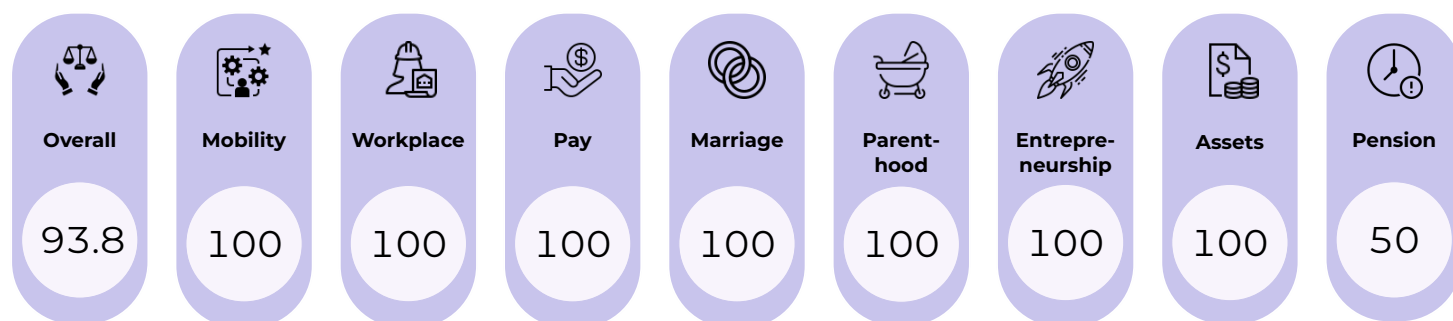 Overall
93.8
Mobility
100
Workplace
100
Pay
$
100
Marriage
100
Parent-
hood
100
Entrepre-
neurship
100
Assets
$
100
Pension
!
50